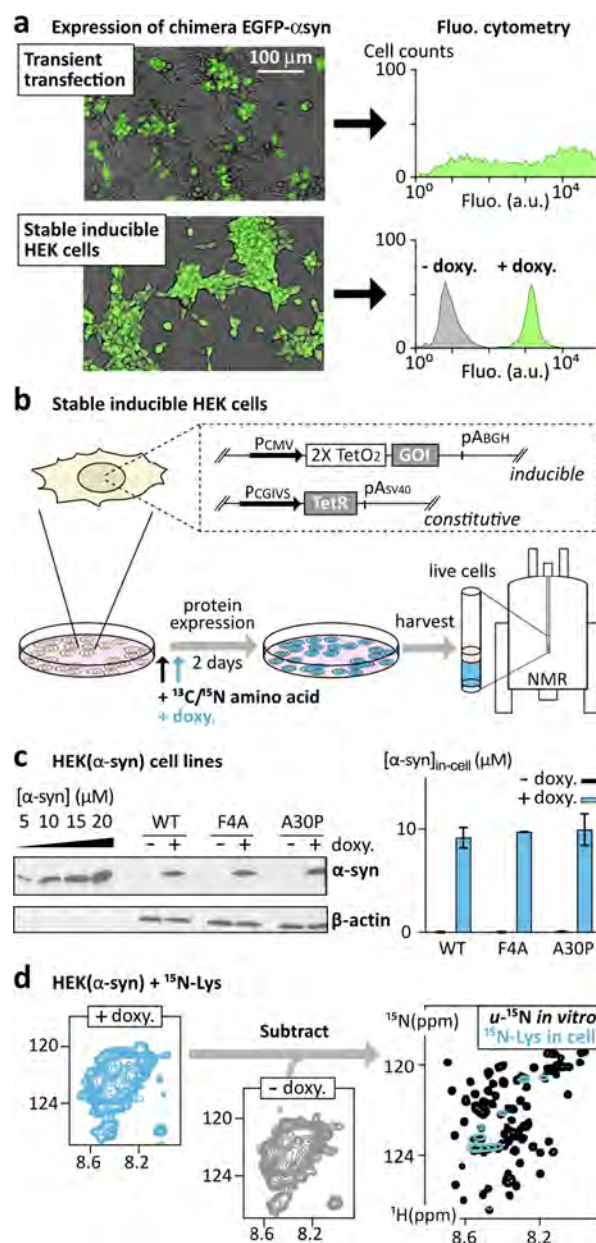 a Expression of chimera EGFP-αsyn Fluo. cytometry
Transient
transfection
100 μm
Cell counts
100
0
10⁰ 10² 10⁴
Fluo. (a.u.)
Stable inducible
HEK cells
100
- doxy. + doxy.
0
10⁰ 10² 10⁴
Fluo. (a.u.)
b Stable inducible HEK cells
PCMV 2X TetO₂ GOI pABGH
inducible
PCGIVS TetR pASV40
constitutive
live cells
protein
expression
harvest
2 days
NMR
+ ¹³C/¹⁵N amino acid
+ doxy.
c HEK(α-syn) cell lines
[α-syn] (μM)
5 10 15 20 WT F4A A30P
- + - + - + doxy.
α-syn
β-actin
[α-syn]in-cell (μM)
- doxy.
+ doxy.
10
0
WT F4A A30P
d HEK(α-syn) + ¹⁵N-Lys
+ doxy.
120
124
8.6 8.2
Subtract
- doxy.
120
124
8.6 8.2
¹⁵N(ppm)
u-¹⁵N in vitro
¹⁵N-Lys in cell
120
124
¹H(ppm)
8.6 8.2